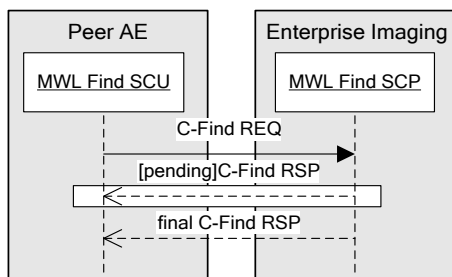 Peer AE
Enterprise Imaging
MWL Find SCU
MWL Find SCP
C-Find REQ
[pending]C-Find RSP
final C-Find RSP